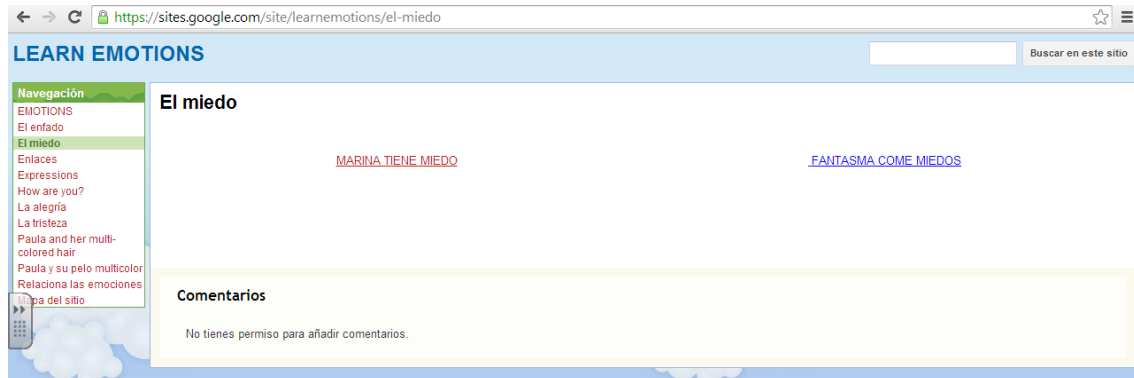 https://sites.google.com/site/learnemotions/el-miedo
LEARN EMOTIONS
Buscar en este sitio
Navegación
EMOTIONS
El enfado
El miedo
Enlaces
Expressions
How are you?
La alegría
La tristeza
Paula and her multi-
colored hair
Paula y su pelo multicolor
Relaciona las emociones
Mapa del sitio
El miedo
MARINA TIENE MIEDO
FANTASMA COME MIEDOS
Comentarios
No tienes permiso para añadir comentarios.